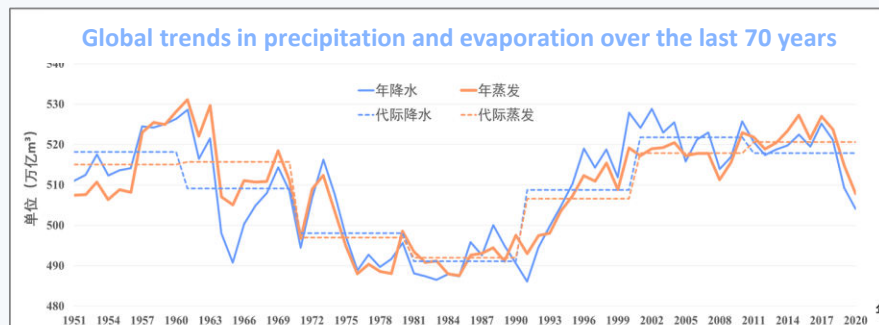 Global trends in precipitation and evaporation over the last 70 years
540
年降水 年蒸发
530
代际降水 代际蒸发
520
510
500
490
480
单位（万亿m³）
1951 1954 1957 1960 1963 1966 1969 1972 1975 1978 1981 1984 1987 1990 1993 1996 1999 2002 2005 2008 2011 2014 2017 2020